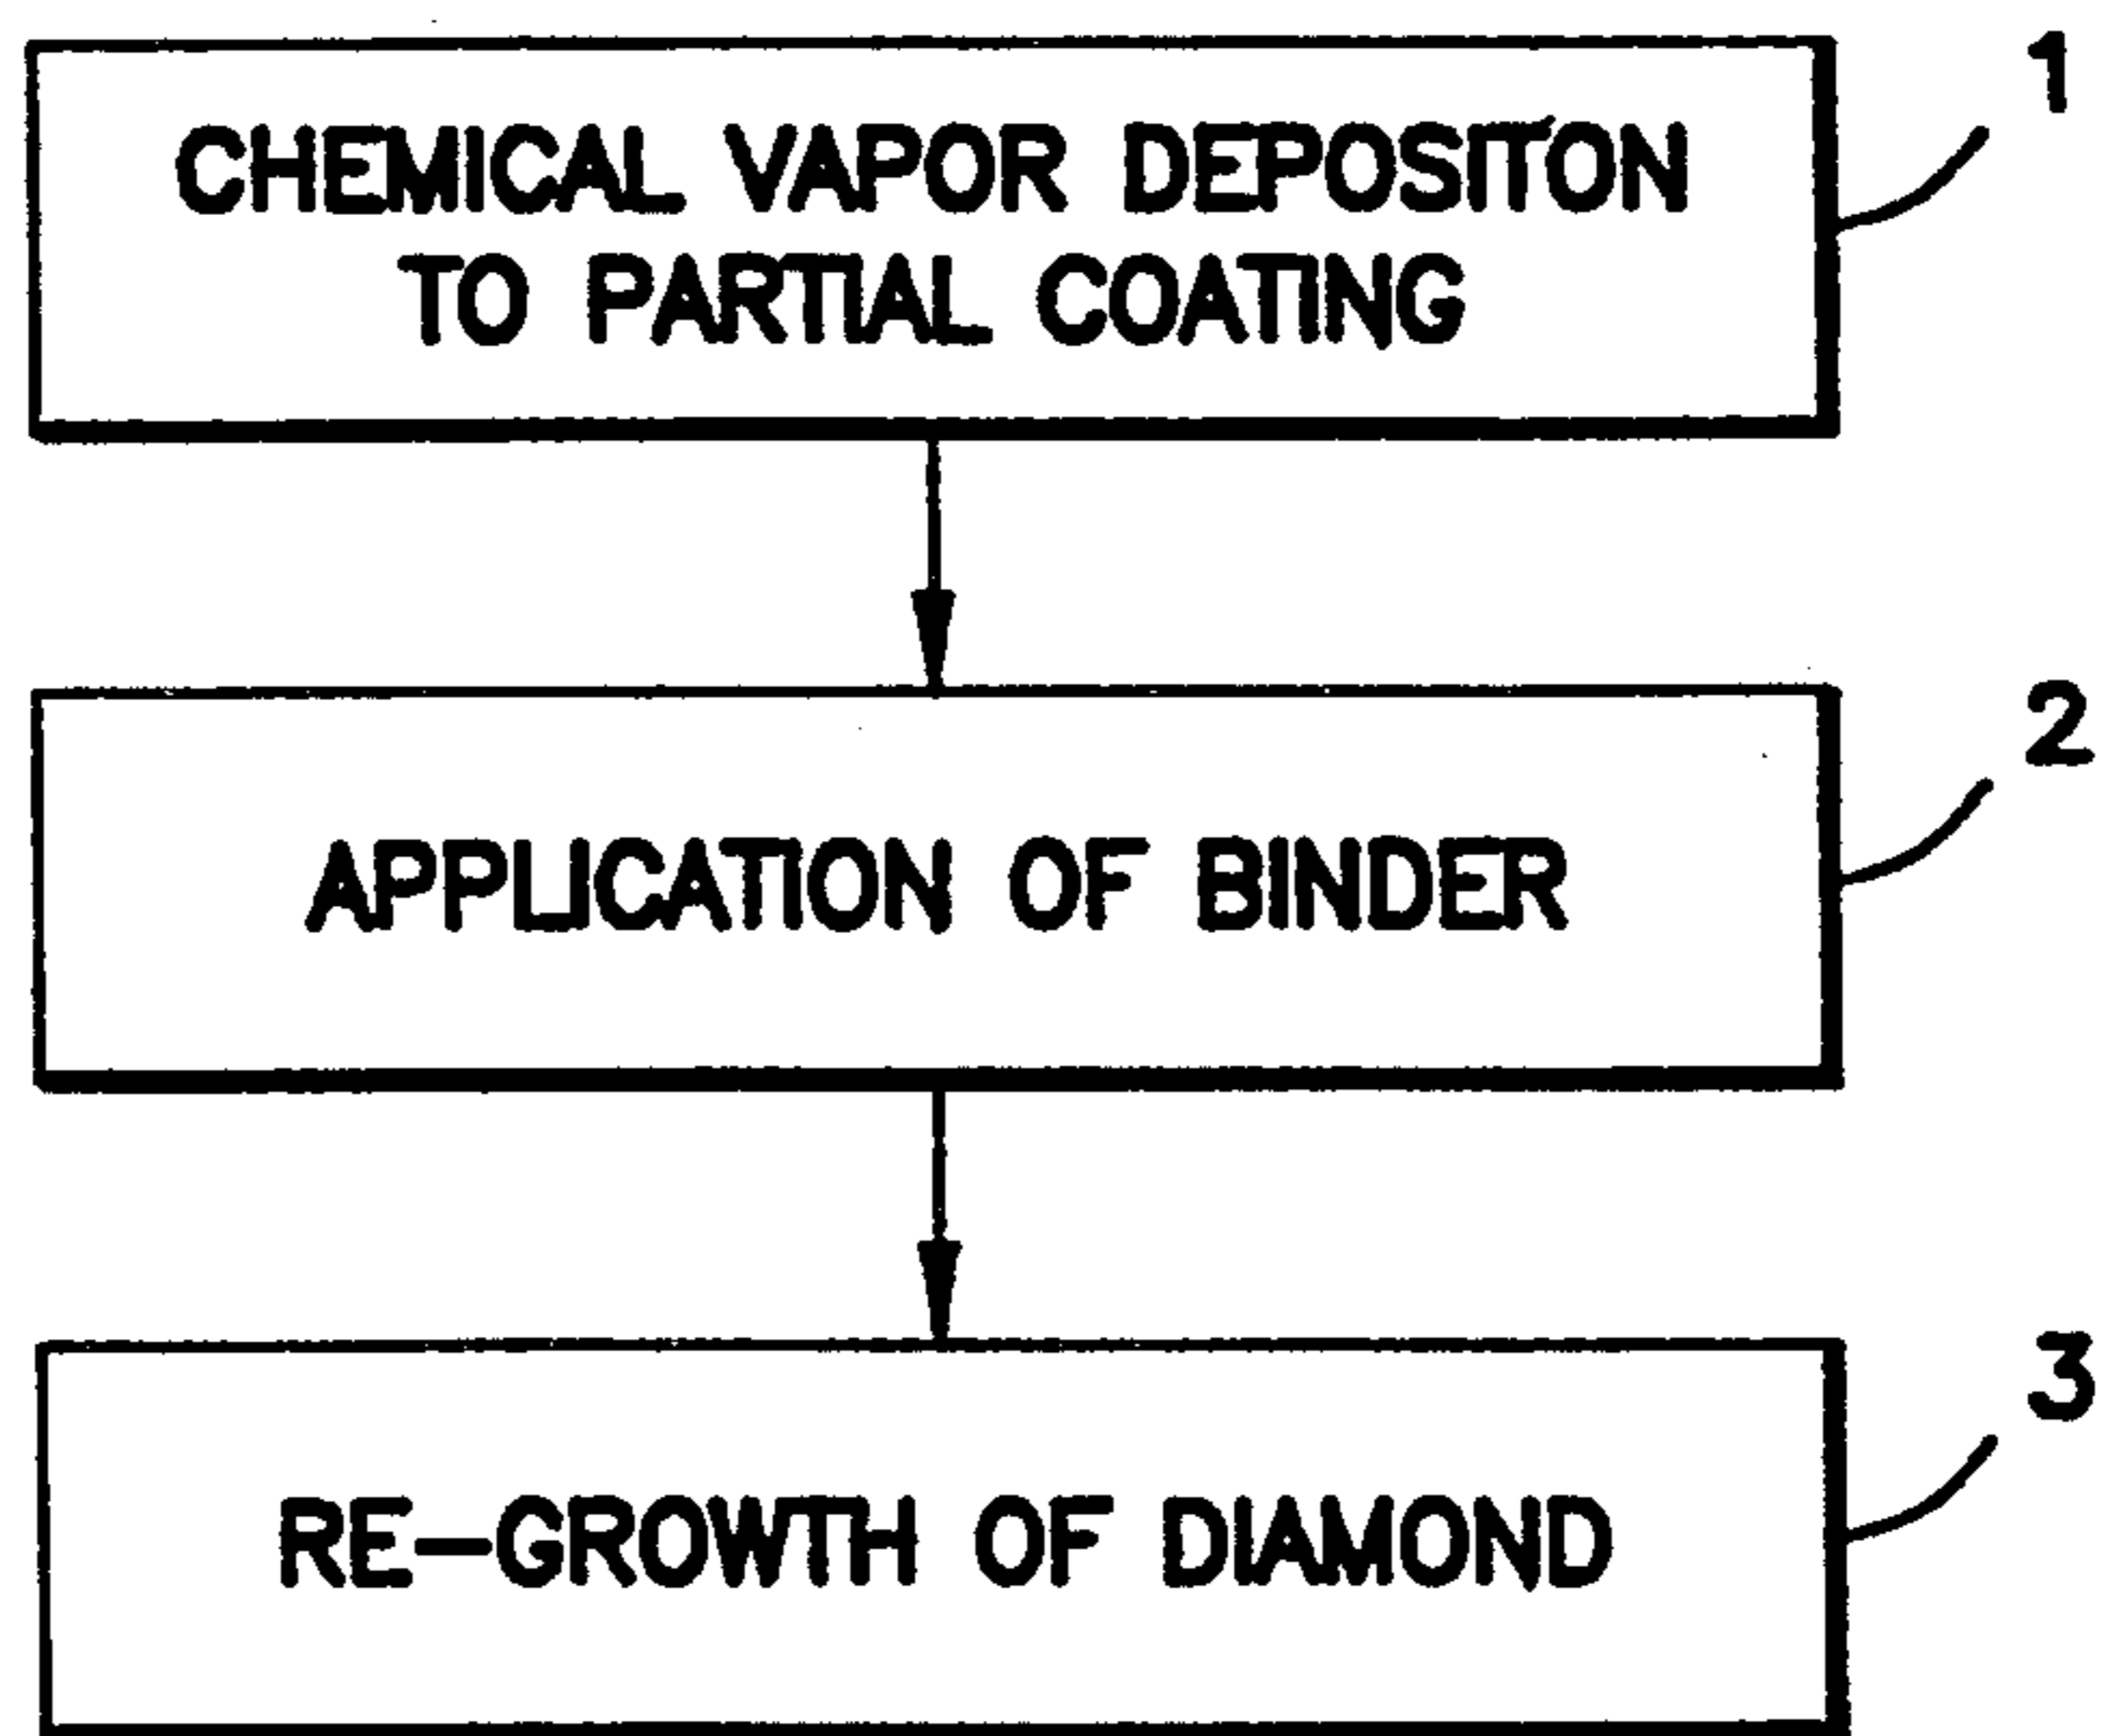 CHEMICAL VAPOR DEPOSITON
1
TO PARTIAL COATING
APPLICATION OF BINDER
2
RE-GROWTH OF DIAMOND
3